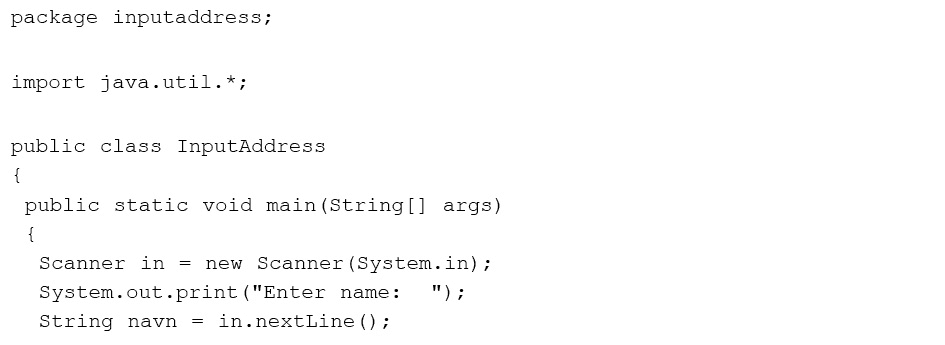 package inputaddress;
import java.util.*;
public class InputAddress
{
public static void main(String[] args)
{
Scanner in = new Scanner(System.in);
System.out.print("Enter name:  ");
String navn = in.nextLine();